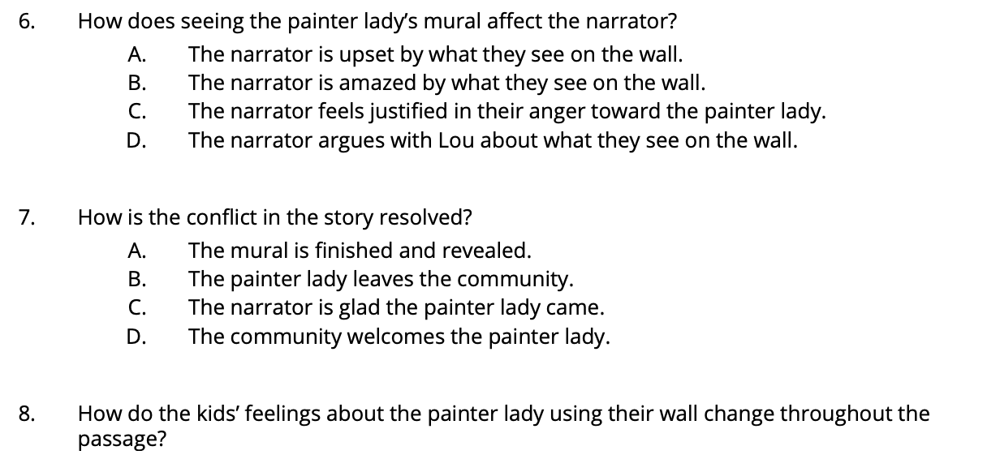 6. How does seeing the painter lady's mural affect the narrator?
A. The narrator is upset by what they see on the wall.
B. The narrator is amazed by what they see on the wall.
C. The narrator feels justified in their anger toward the painter lady.
D. The narrator argues with Lou about what they see on the wall.
7. How is the conflict in the story resolved?
A. The mural is finished and revealed.
B. The painter lady leaves the community.
C. The narrator is glad the painter lady came.
D. The community welcomes the painter lady.
8. How do the kids' feelings about the painter lady using their wall change throughout the
passage?